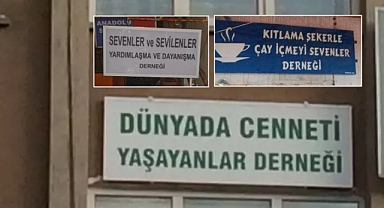 ANADOLU
SEVENLER ve SEVİLENLER
YARDIMLAŞMA VE DAYANIŞMA
DERNEĞİ
KITLAMA ŞEKERLE
ÇAY İÇMEYİ SEVENLER
DERNEĞİ
DÜNYADA CENNETİ
YAŞAYANLAR DERNEĞİ